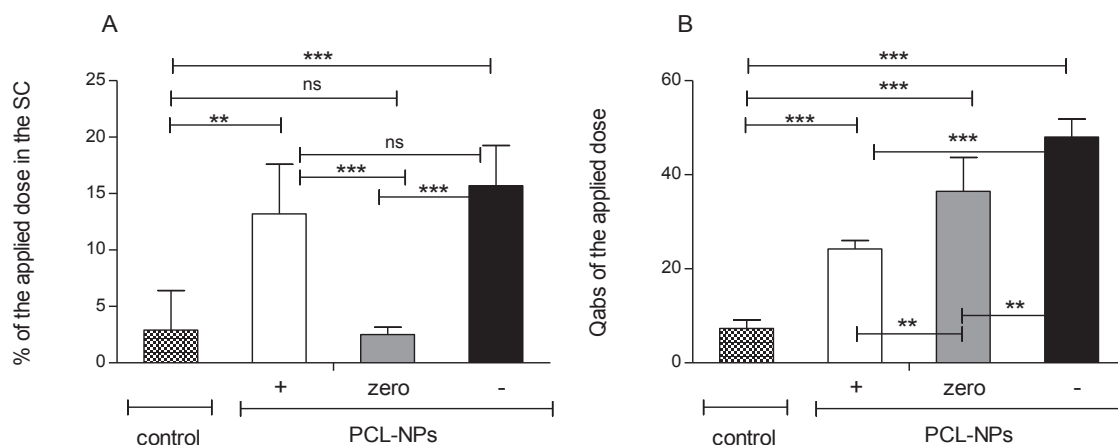 A
***
ns
**
ns
***
***
% of the applied dose in the SC
25
20
15
10
5
0
+
zero
-
control
PCL-NPs
B
***
***
***
***
**
**
Qabs of the applied dose
60
40
20
0
+
zero
-
control
PCL-NPs